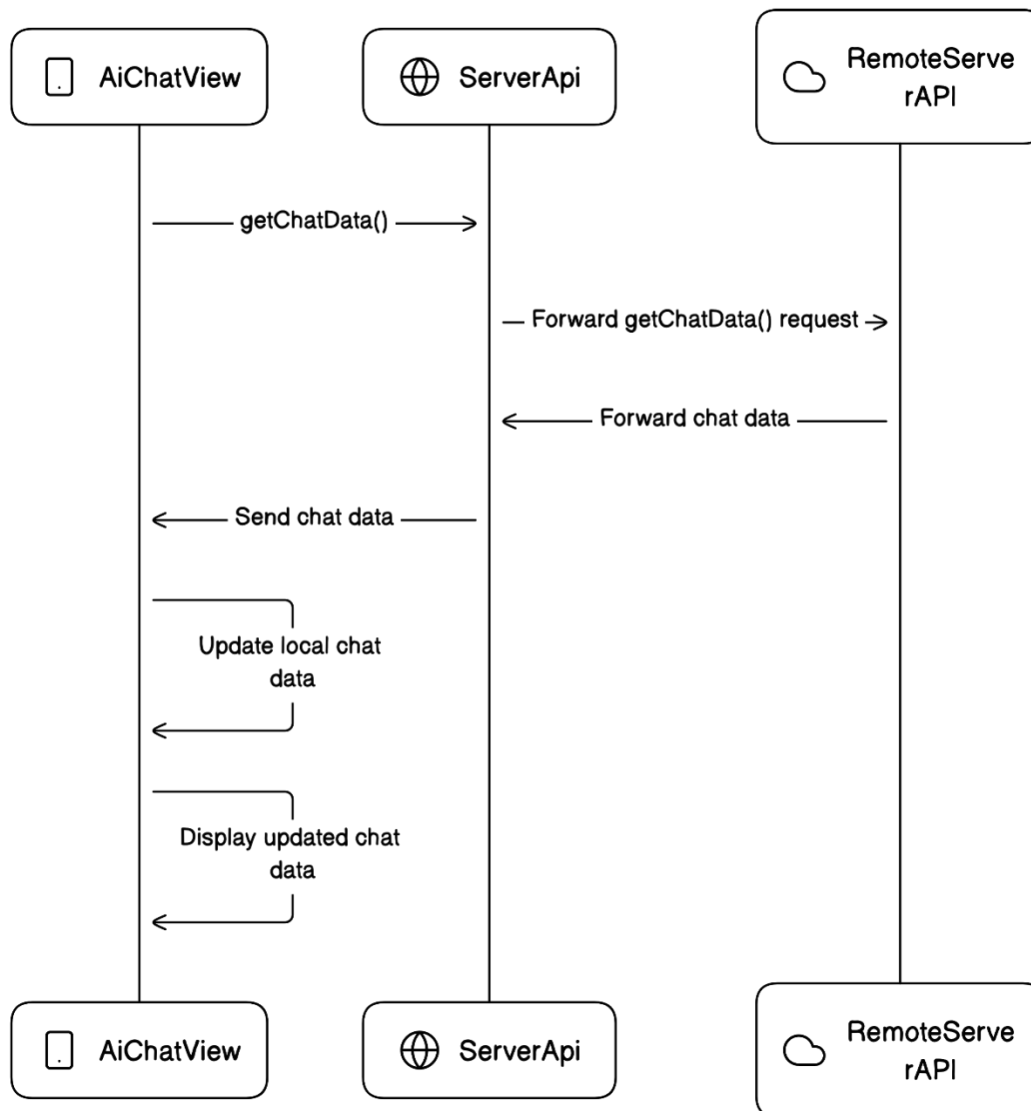 AiChatView
ServerApi
RemoteServe
rAPI
getChatData()
Forward getChatData() request
Forward chat data
Send chat data
Update local chat
data
Display updated chat
data
AiChatView
ServerApi
RemoteServe
rAPI